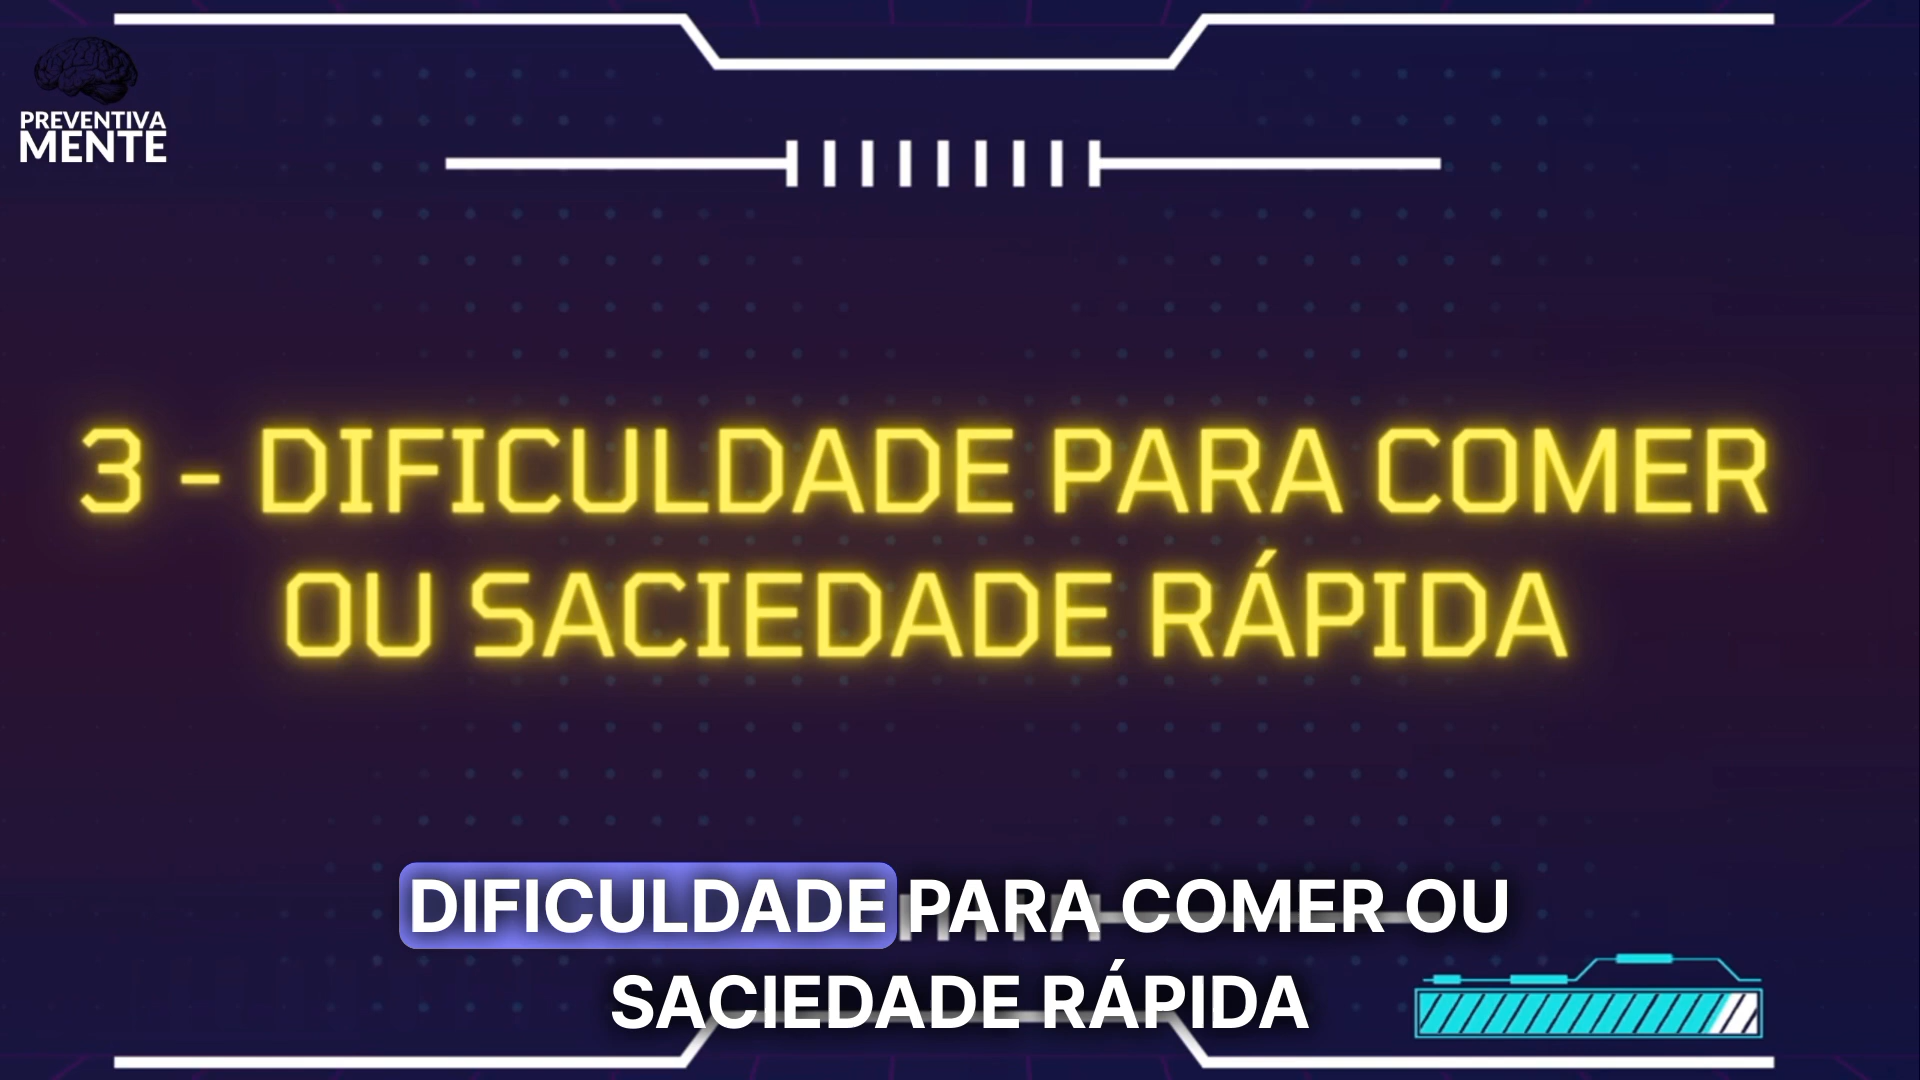 PREVENTIVA
MENTE
3 - DIFICULDADE PARA COMER
OU SACIEDADE RÁPIDA
DIFICULDADE PARA COMER OU
SACIEDADE RÁPIDA